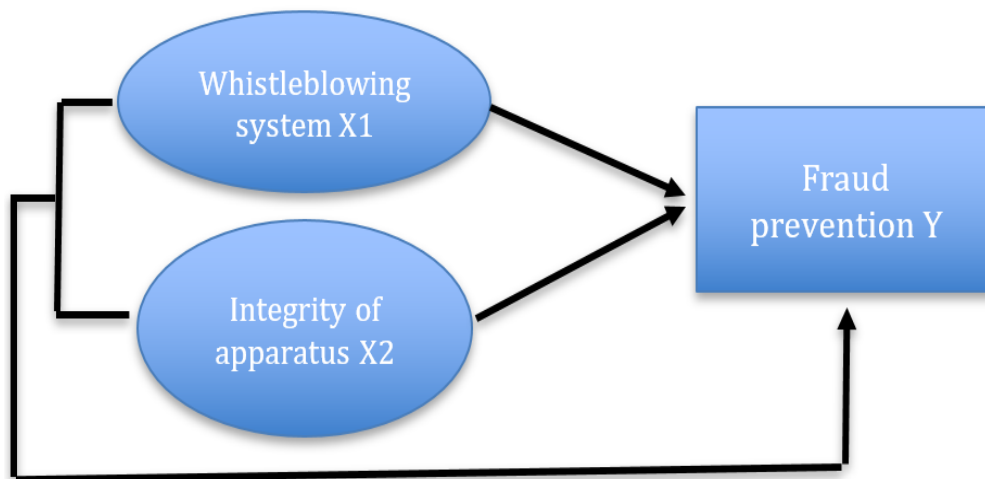 Whistleblowing
system X1
Fraud
prevention Y
Integrity of
apparatus X2